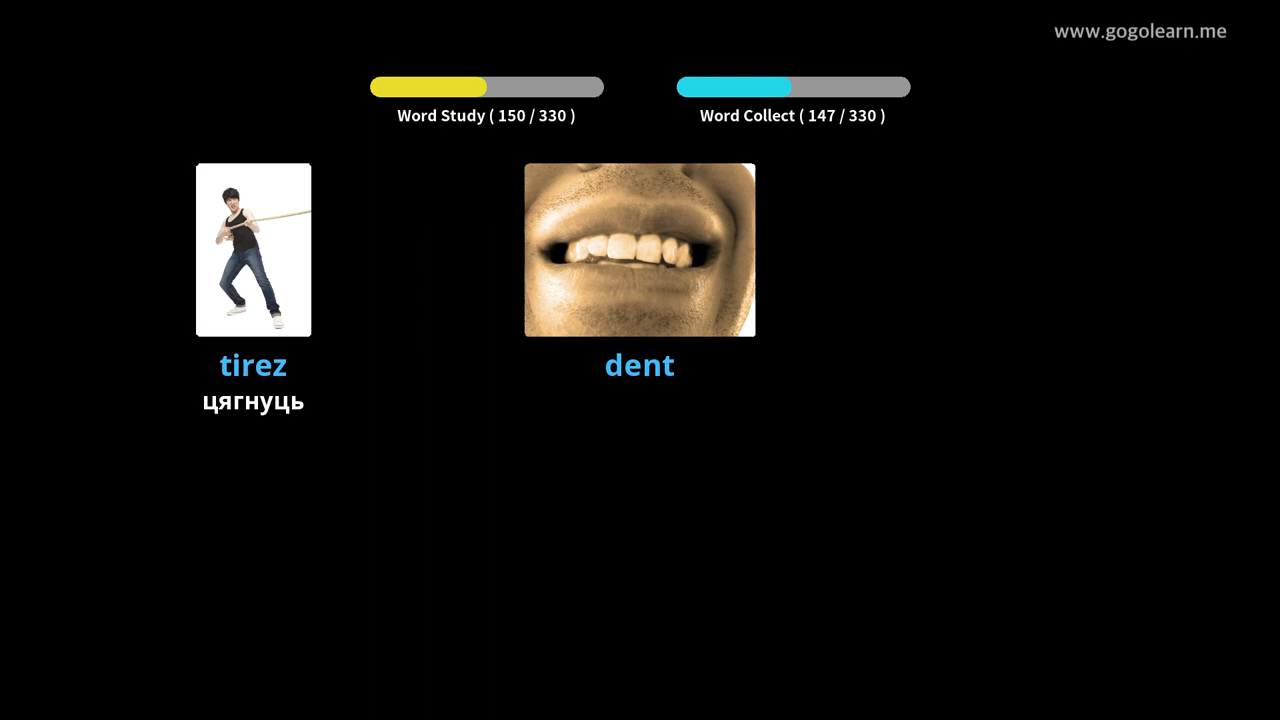 www.gogolearn.me
Word Study ( 150 / 330 )
Word Collect ( 147 / 330 )
tirez
цягнуць
dent